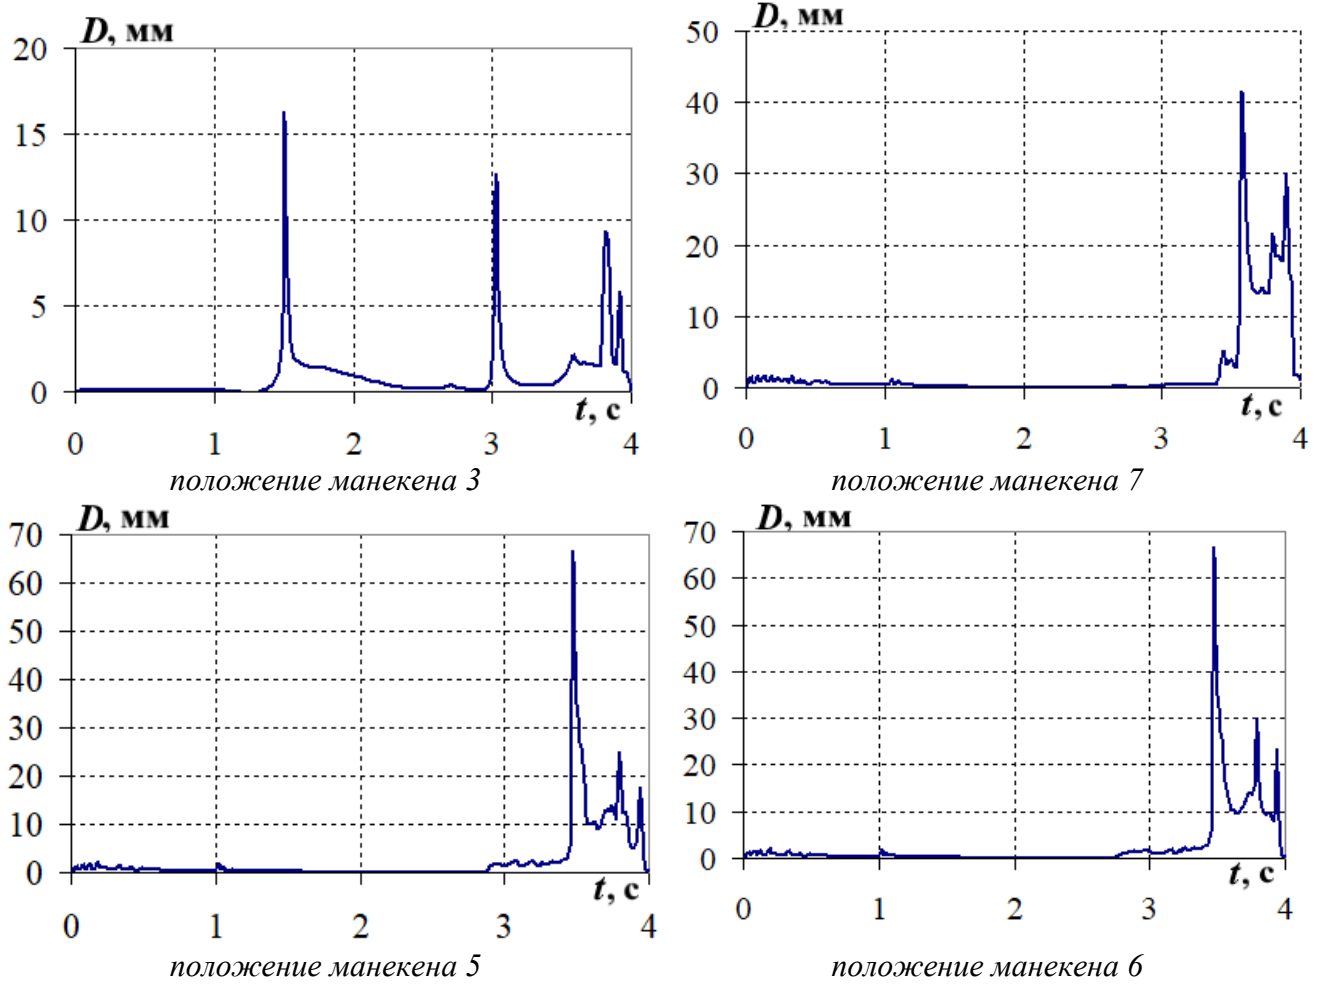 D, мм
20
15
10
5
0
0 1 2 3 4
t, с
положение манекена 3
D, мм
50
40
30
20
10
0
0 1 2 3 4
t, с
положение манекена 7
D, мм
70
60
50
40
30
20
10
0
0 1 2 3 4
t, с
положение манекена 5
D, мм
70
60
50
40
30
20
10
0
0 1 2 3 4
t, с
положение манекена 6